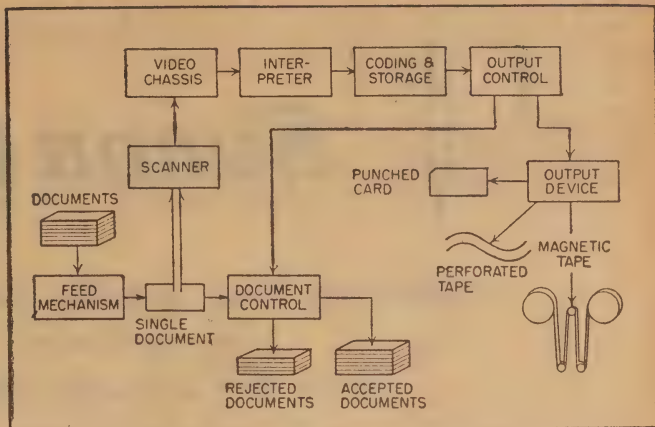 VIDEO
CHASSIS
INTER-
PRETER
CODING &
STORAGE
OUTPUT
CONTROL
SCANNER
PUNCHED
CARD
OUTPUT
DEVICE
DOCUMENTS
MAGNETIC
TAPE
PERFORATED
TAPE
FEED
MECHANISM
SINGLE
DOCUMENT
DOCUMENT
CONTROL
REJECTED
DOCUMENTS
ACCEPTED
DOCUMENTS